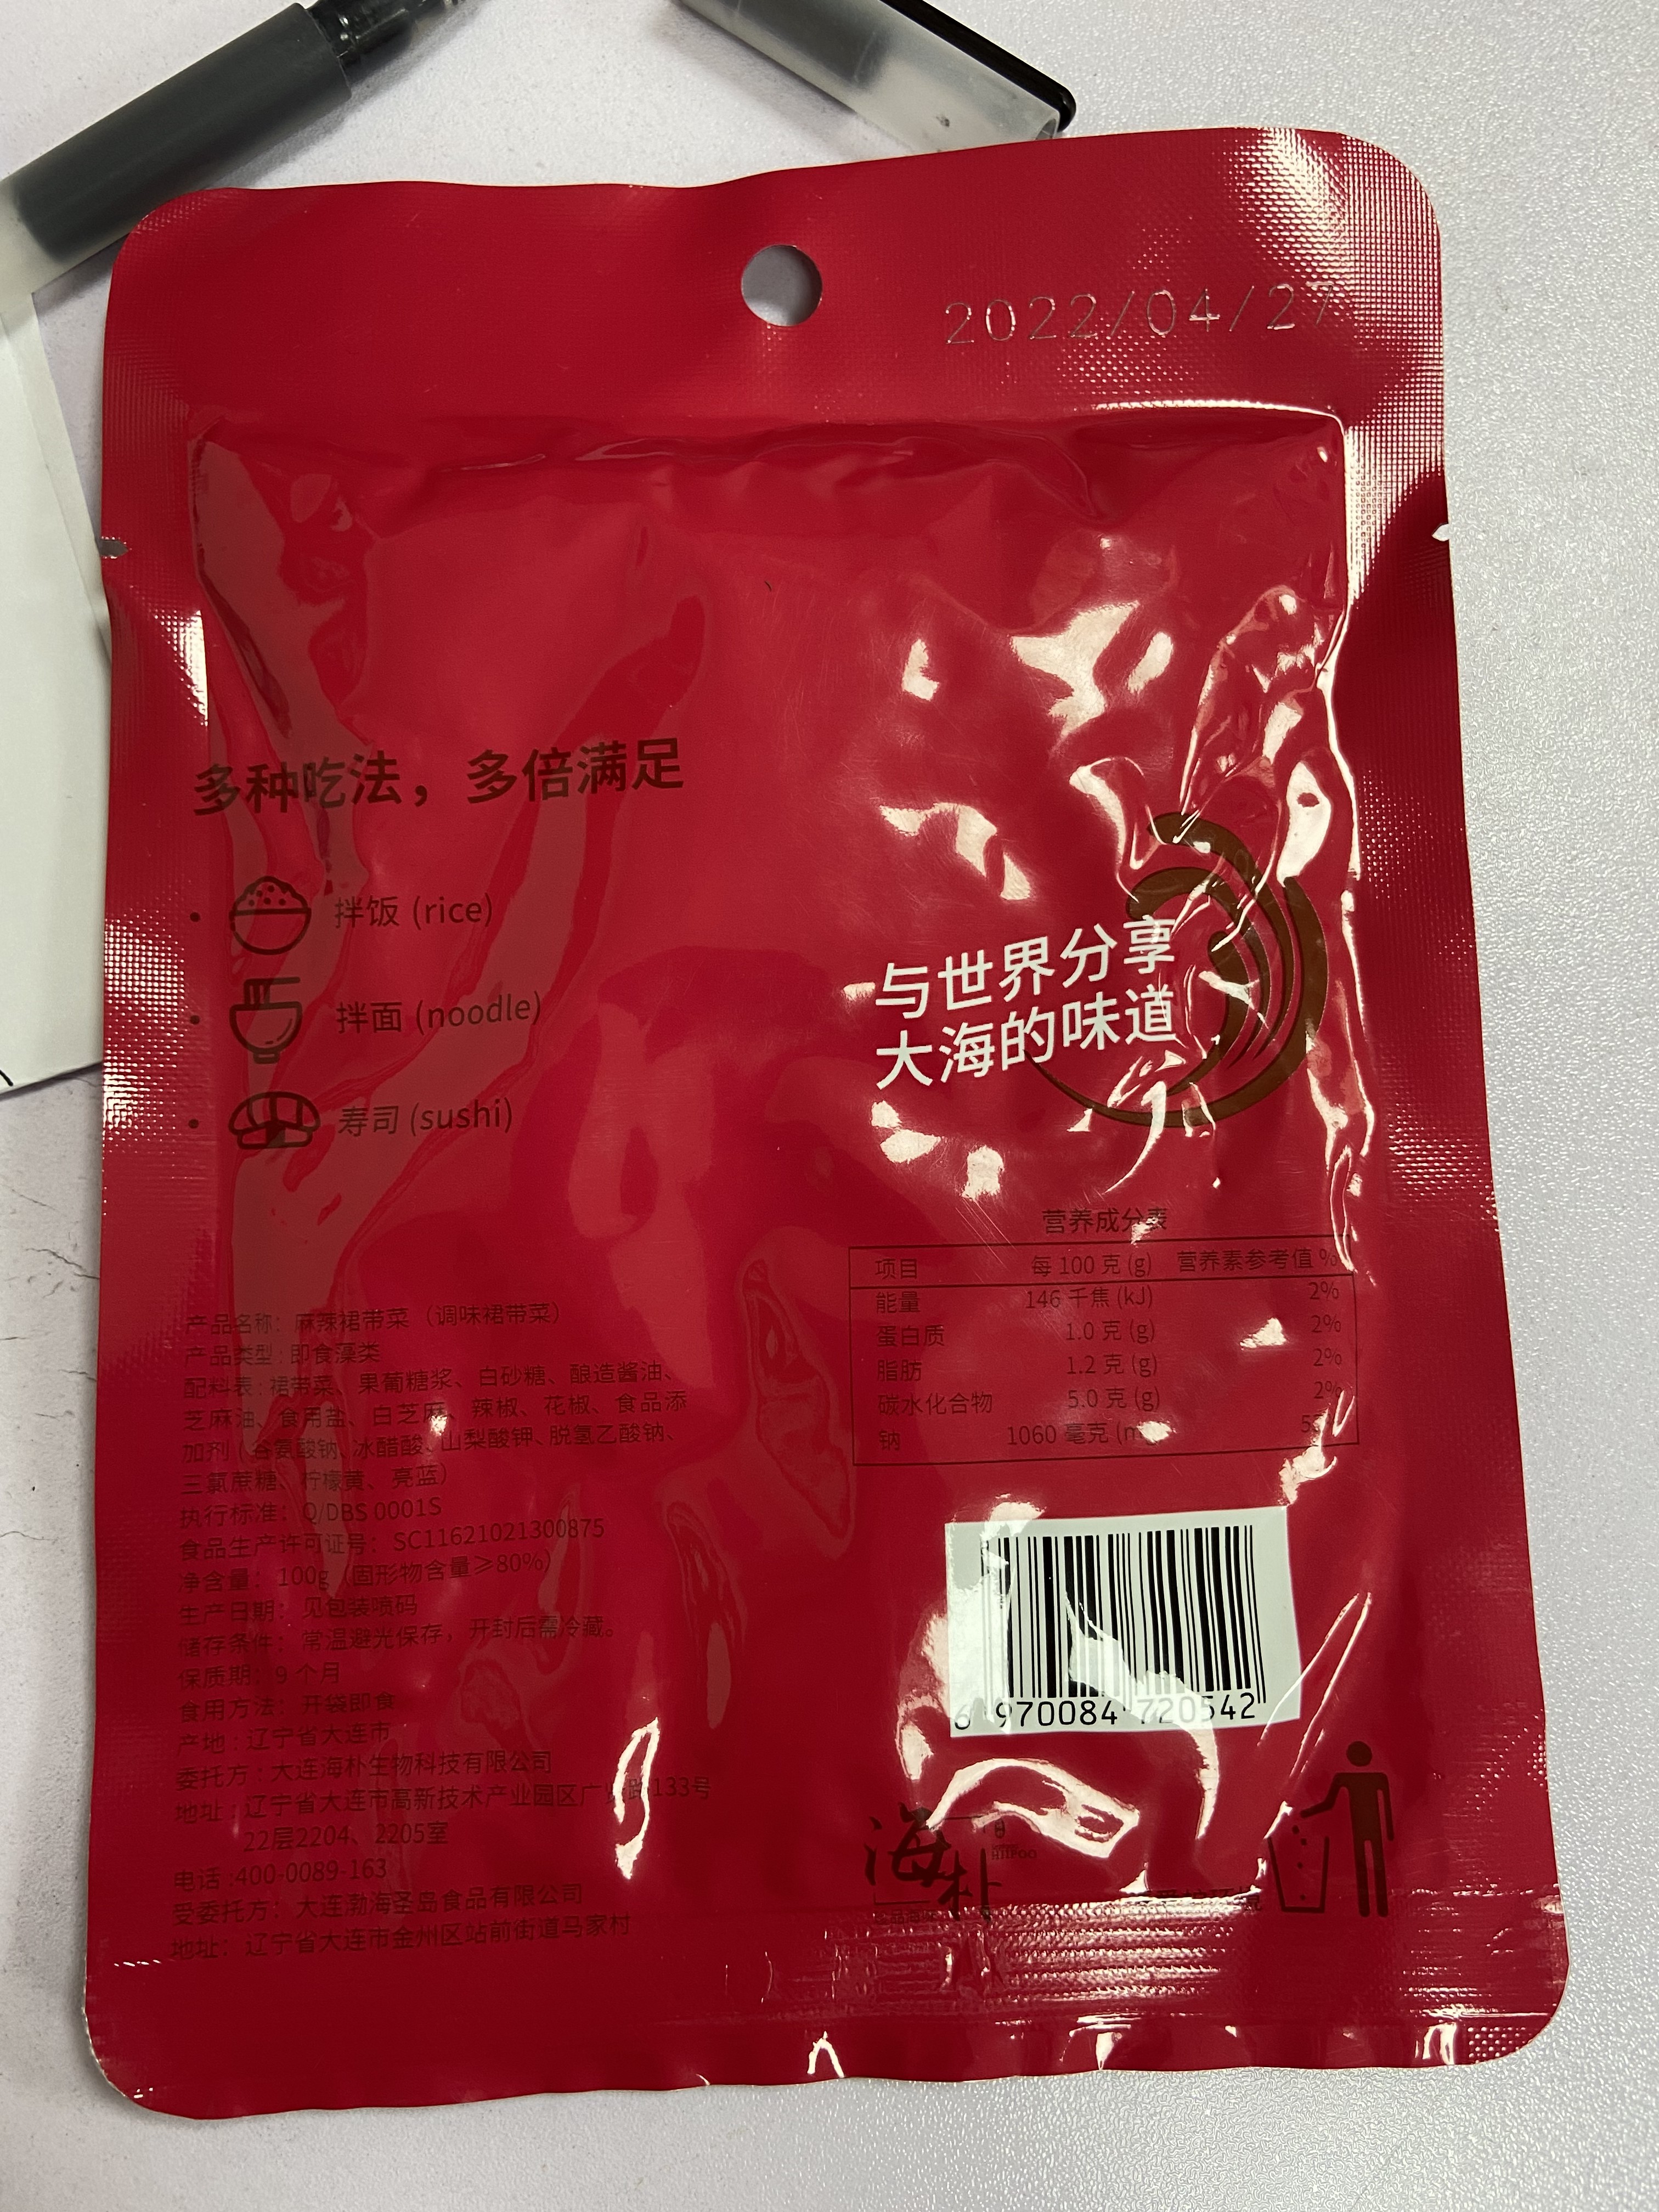 2022/04/27
多种吃法，多倍满足
拌饭 (rice)
拌面 (noodle)
寿司 (sushi)
与世界分享
大海的味道
营养成分表
项目 每 100 克 (g) 营养素参考值 %
能量 146 千焦 (kJ) 2%
蛋白质 1.0 克 (g) 2%
脂肪 1.2 克 (g) 2%
碳水化合物 5.0 克 (g) 2%
钠 1060 毫克
产品名称：麻辣裙带菜（调味裙带菜）
产品类型：即食藻类
配料表：裙带菜、果葡糖浆、白砂糖、酿造酱油、
芝麻油、食用盐、白芝麻、辣椒、花椒、食品添
加剂（谷氨酸钠、冰醋酸、山梨酸钾、脱氢乙酸钠、
三氯蔗糖、柠檬黄、亮蓝）
执行标准：Q/DBS 0001S
食品生产许可证号：SC11621021300875
净含量：100g（固形物含量≥80%）
生产日期：见包装喷码
储存条件：常温避光保存，开封后需冷藏。
保质期：9 个月
食用方法：开袋即食
产地：辽宁省大连市
委托方：大连海朴生物科技有限公司
地址：辽宁省大连市高新技术产业园区广 路133号
22层2204、2205室
电话:400-0089-163
受委托方：大连渤海圣岛食品有限公司
地址：辽宁省大连市金州区站前街道马家村
6 970084 720542
海朴